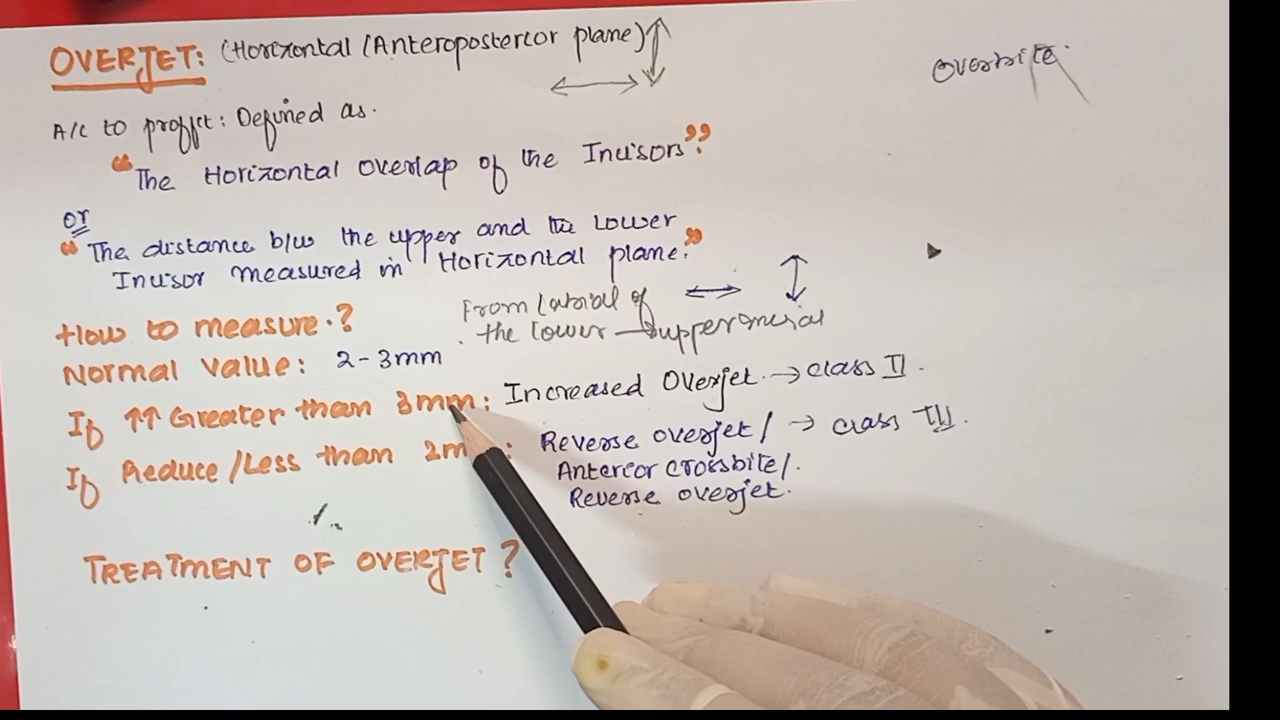 OVERJET: (Horizontal (Anteroposterior plane)
Overbite
A/C to proffit: Defined as.
"The Horizontal overlap of the Incisors"
or
"The distance b/w the upper and the Lower
Incisor measured in Horizontal plane."
How to measure.?
From labial of
the lower
Normal value: 2-3mm
If ↑↑ Greater than 3mm: Increased Overjet. → class II.
If Reduce/Less than 2m : Reverse overjet/ → class III.
Anterior crossbite/.
Reverse overjet.
TREATMENT OF OVERJET?